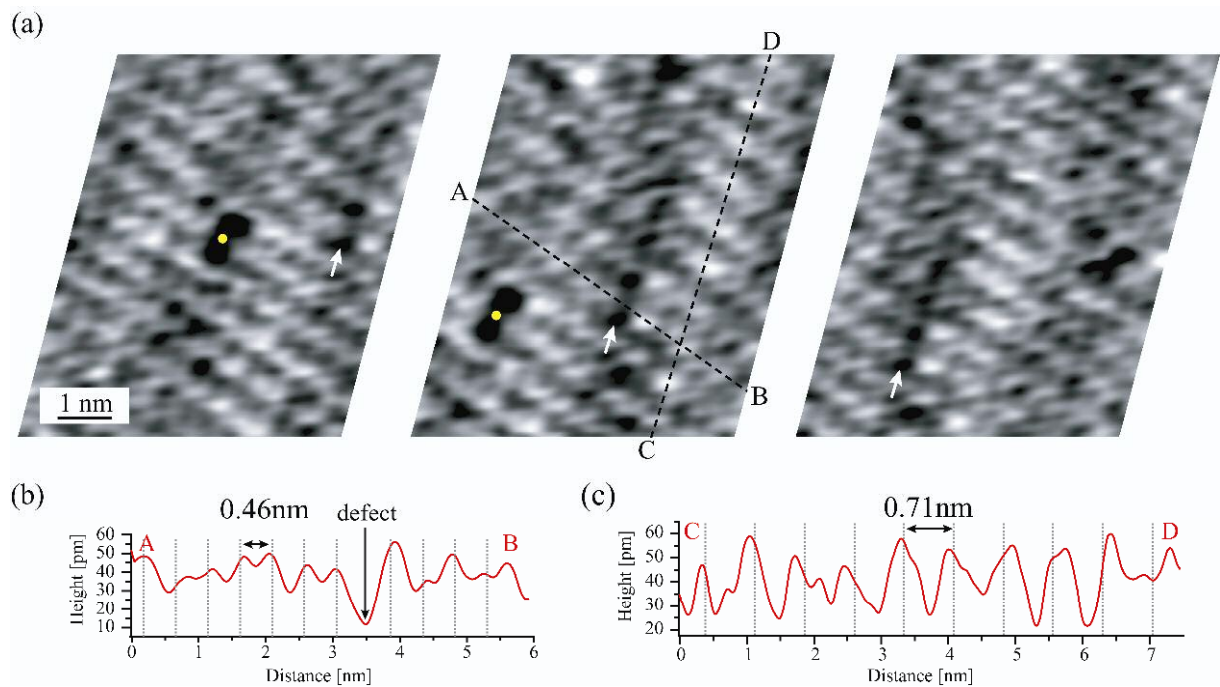 (a)
D
A
B
C
1 nm
(b)
0.46nm
defect
A
B
Height [pm]
60
50
40
30
20
10
0
1
2
3
4
5
6
Distance [nm]
(c)
0.71nm
C
D
Height [pm]
60
50
40
30
20
0
1
2
3
4
5
6
7
Distance [nm]